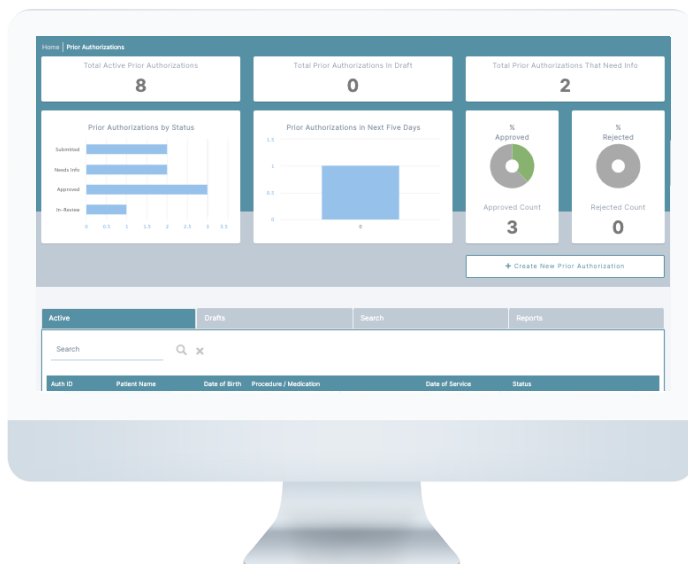 Home | Prior Authorizations
Total Active Prior Authorizations
8
Total Prior Authorizations In Draft
0
Total Prior Authorizations That Need Info
2
Prior Authorizations by Status
Submitted
Needs Info
Approved
In-Review
0 0.5 1 1.5 2 2.5 3 3.5
Prior Authorizations in Next Five Days
1.5
1
0.5
0
0
%
Approved
Approved Count
3
%
Rejected
Rejected Count
0
+ Create New Prior Authorization
Active Drafts Search Reports
Search
Auth ID Patient Name Date of Birth Procedure / Medication Date of Service Status